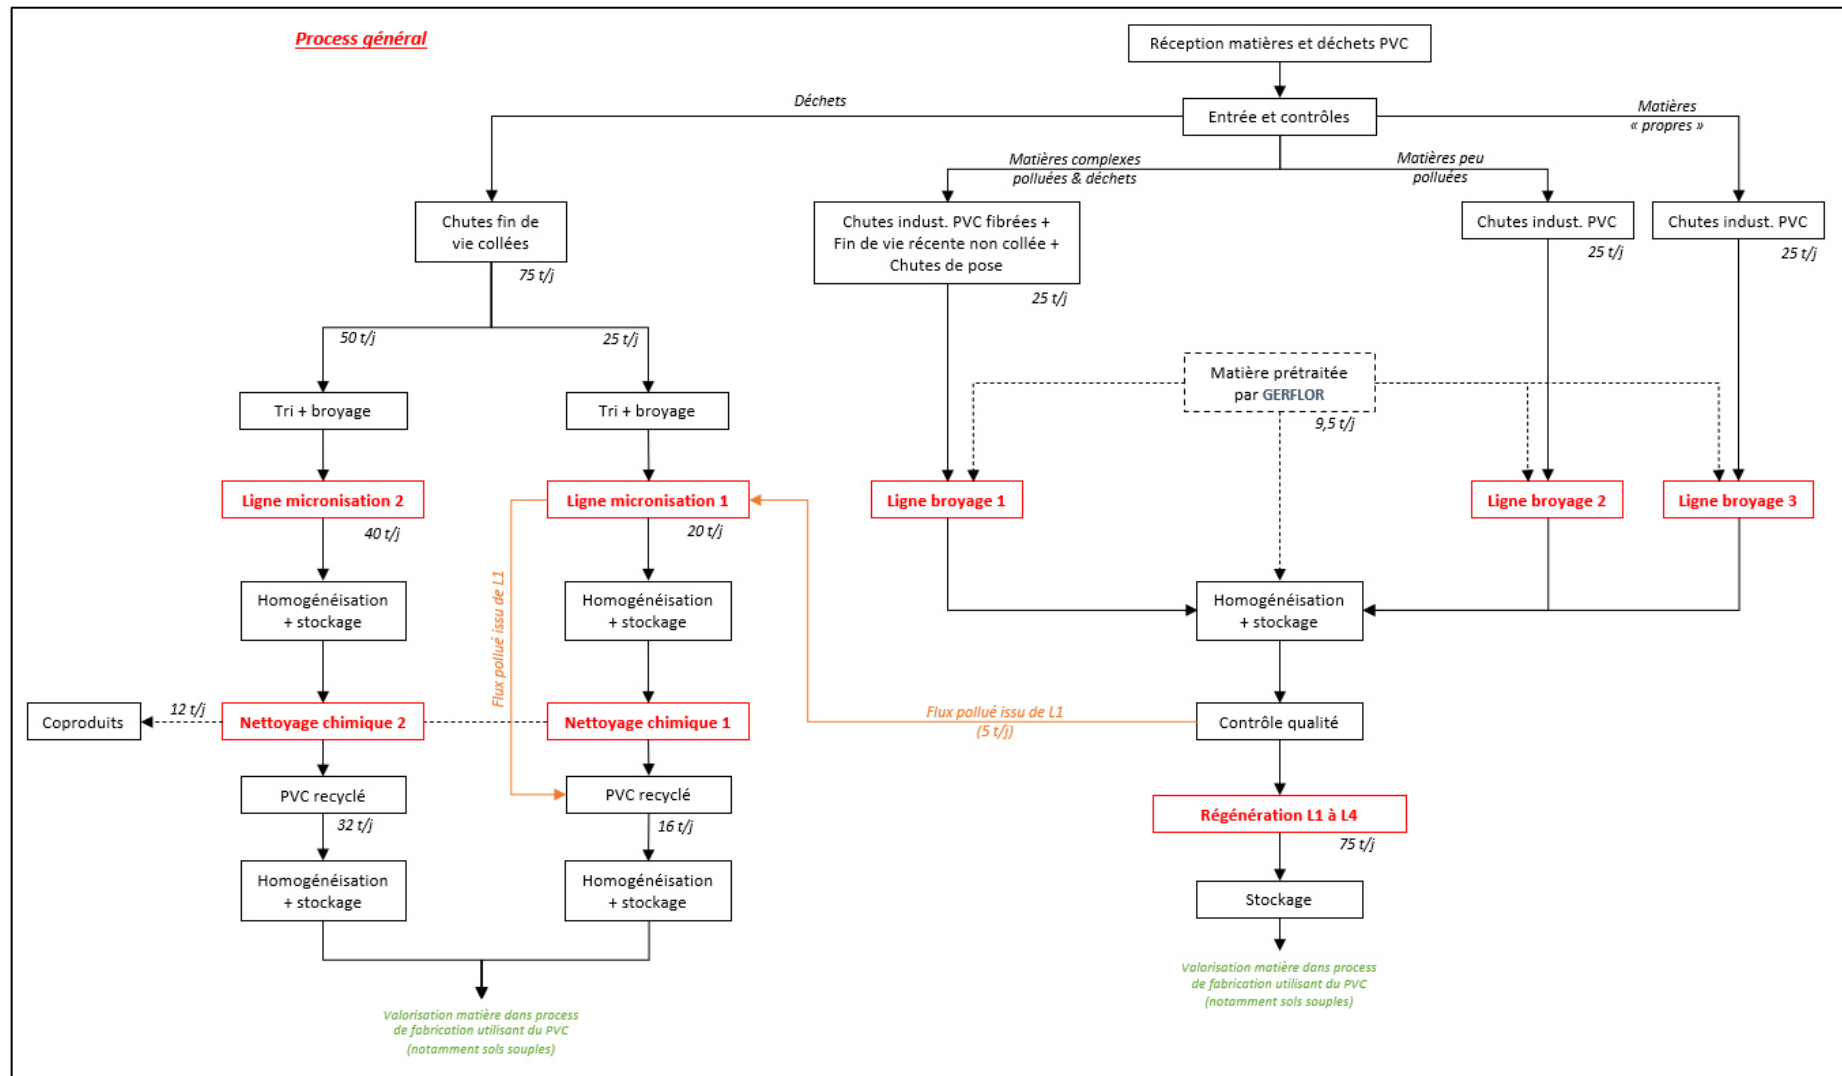 Process général
Réception matières et déchets PVC
Déchets
Entrée et contrôles
Matières
« propres »
Matières complexes
polluées & déchets
Matières peu
polluées
Chutes fin de
vie collées
75 t/j
Chutes indust. PVC fibrées +
Fin de vie récente non collée +
Chutes de pose
25 t/j
Chutes indust. PVC
25 t/j
Chutes indust. PVC
25 t/j
50 t/j
25 t/j
Matière prétraitée
par GERFLOR
9,5 t/j
Tri + broyage
Tri + broyage
Ligne micronisation 2
40 t/j
Ligne micronisation 1
20 t/j
Ligne broyage 1
Ligne broyage 2
Ligne broyage 3
Flux pollué issu de L1
Homogénéisation
+ stockage
Homogénéisation
+ stockage
Homogénéisation
+ stockage
Coproduits
12 t/j
Nettoyage chimique 2
Nettoyage chimique 1
Flux pollué issu de L1
(5 t/j)
Contrôle qualité
PVC recyclé
32 t/j
PVC recyclé
16 t/j
Régénération L1 à L4
75 t/j
Homogénéisation
+ stockage
Homogénéisation
+ stockage
Stockage
Valorisation matière dans process
de fabrication utilisant du PVC
(notamment sols souples)
Valorisation matière dans process
de fabrication utilisant du PVC
(notamment sols souples)